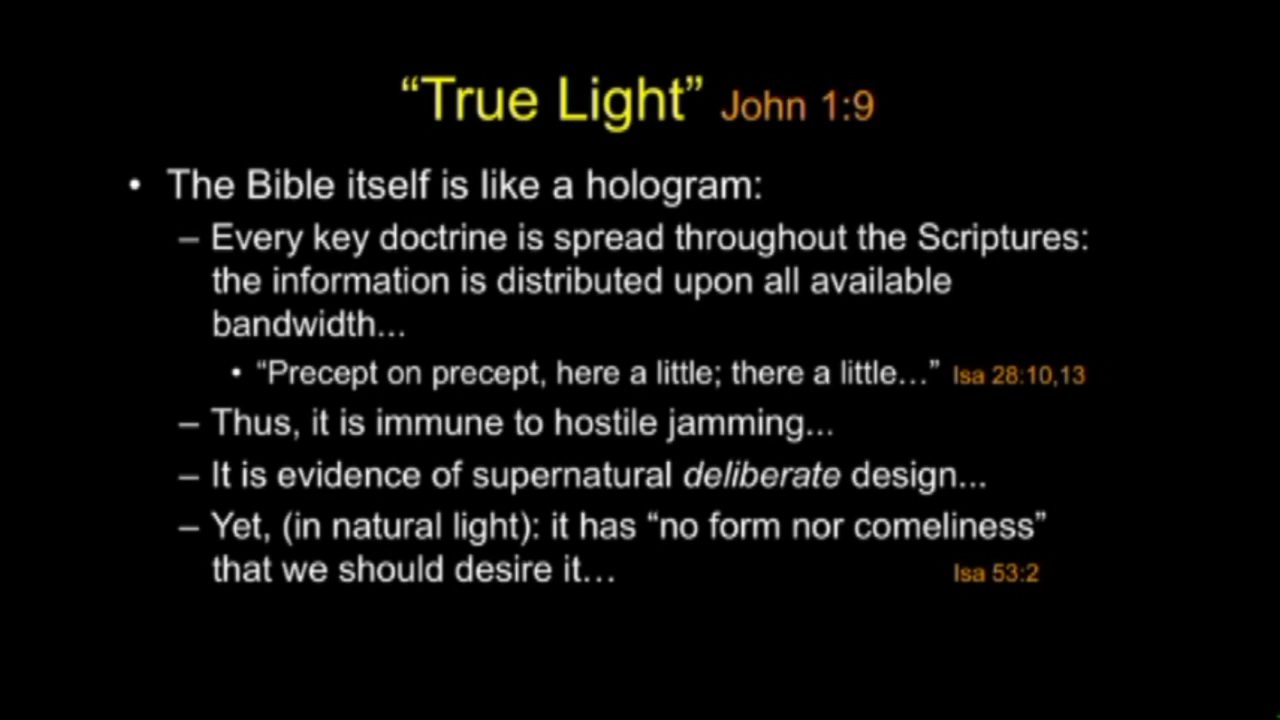 “True Light” John 1:9
• The Bible itself is like a hologram:
– Every key doctrine is spread throughout the Scriptures:
the information is distributed upon all available
bandwidth...
• “Precept on precept, here a little; there a little…” Isa 28:10,13
– Thus, it is immune to hostile jamming...
– It is evidence of supernatural deliberate design...
– Yet, (in natural light): it has “no form nor comeliness”
that we should desire it… Isa 53:2